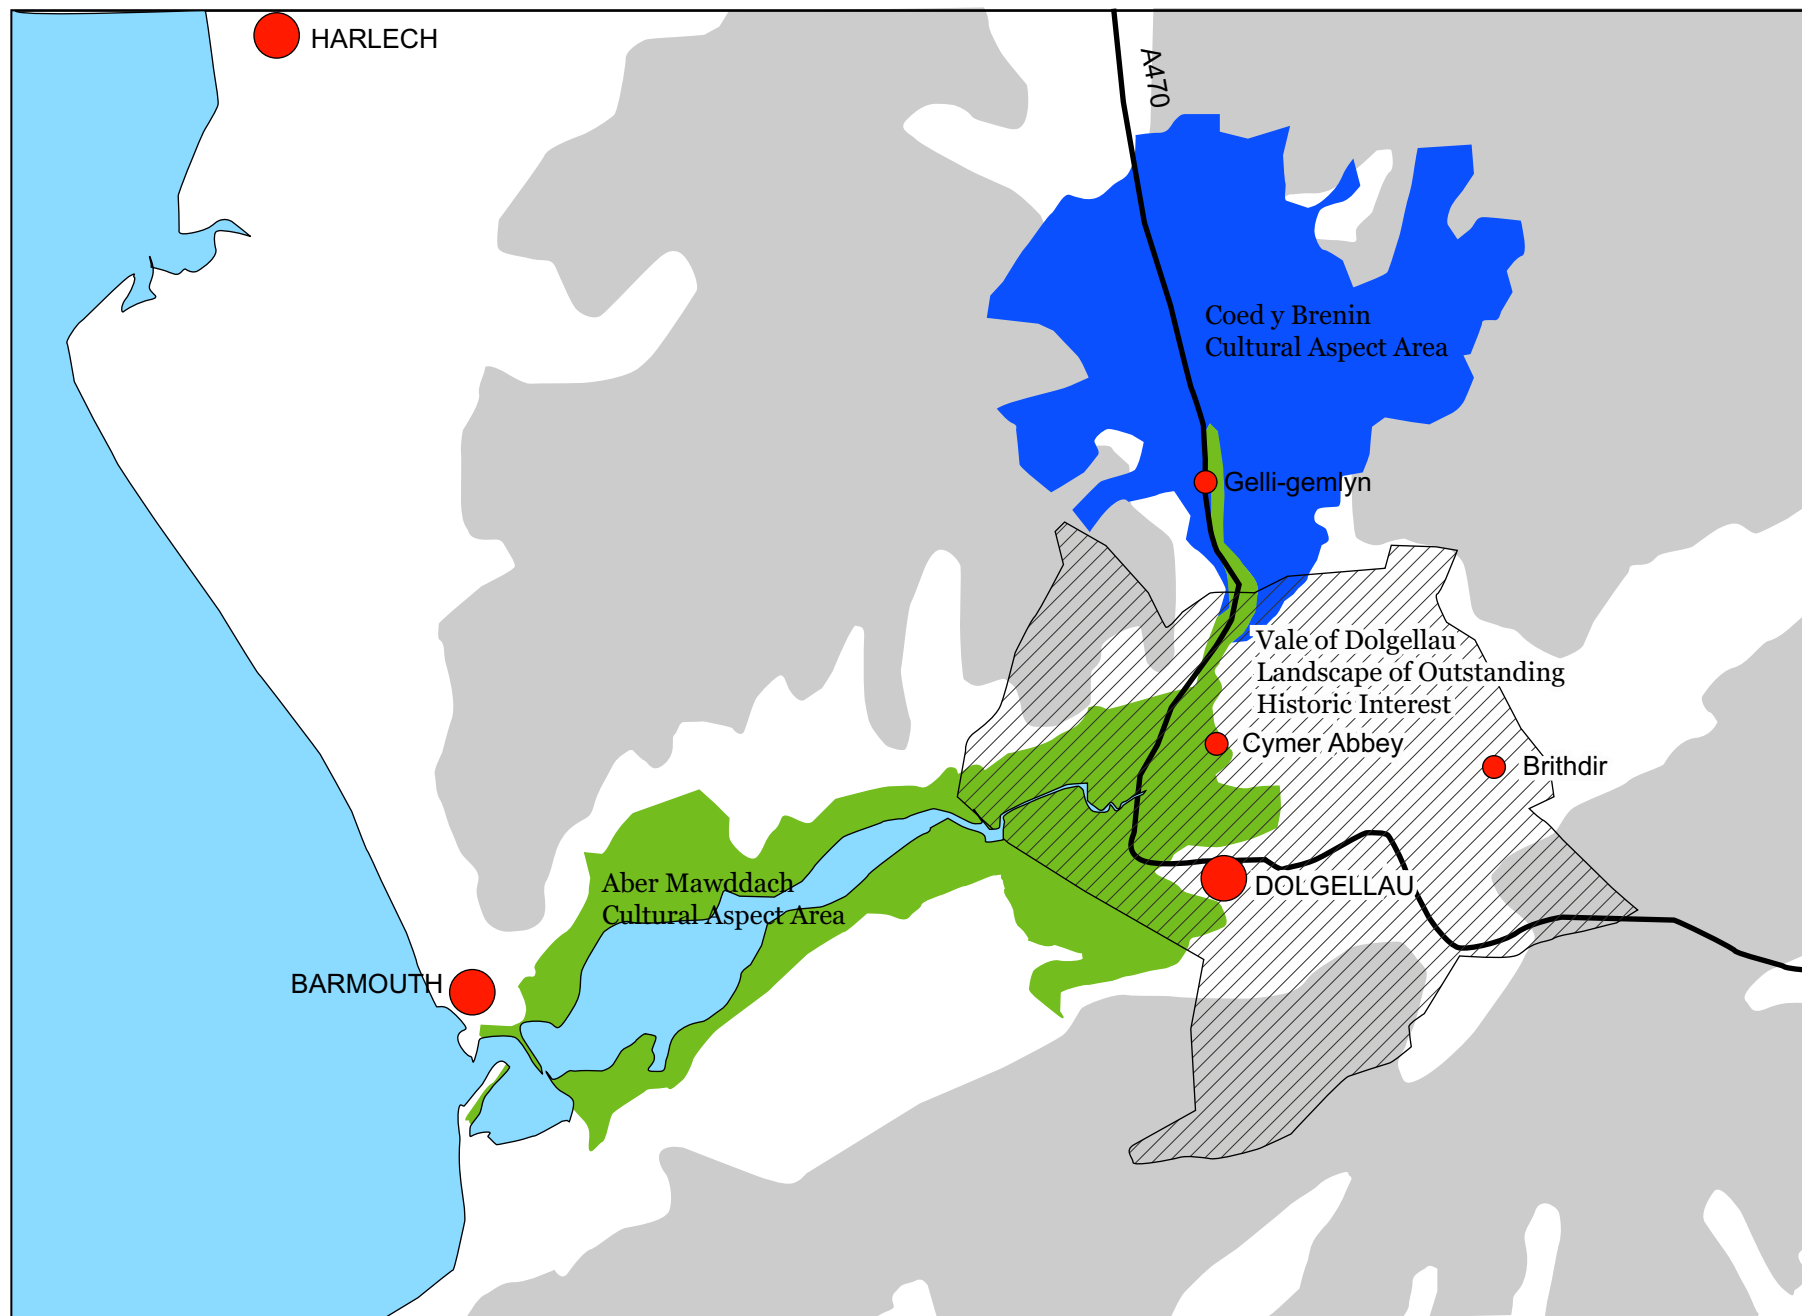 HARLECH
A470
Coed y Brenin
Cultural Aspect Area
Gelli-gemlyn
Vale of Dolgellau
Landscape of Outstanding
Historic Interest
Cymer Abbey
Brithdir
Aber Mawddach
Cultural Aspect Area
DOLGELLAU
BARMOUTH